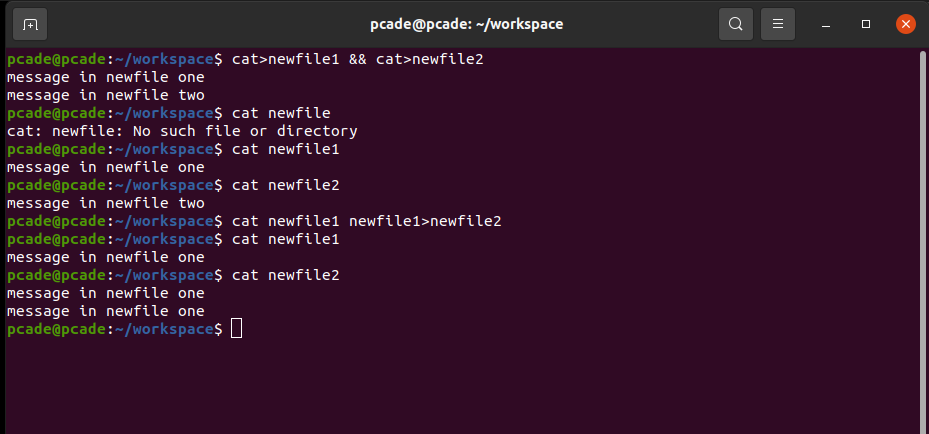 pcade@pcade: ~/workspace
pcade@pcade:~/workspace$ cat>newfile1 && cat>newfile2
message in newfile one
message in newfile two
pcade@pcade:~/workspace$ cat newfile
cat: newfile: No such file or directory
pcade@pcade:~/workspace$ cat newfile1
message in newfile one
pcade@pcade:~/workspace$ cat newfile2
message in newfile two
pcade@pcade:~/workspace$ cat newfile1 newfile1>newfile2
pcade@pcade:~/workspace$ cat newfile1
message in newfile one
pcade@pcade:~/workspace$ cat newfile2
message in newfile one
message in newfile one
pcade@pcade:~/workspace$